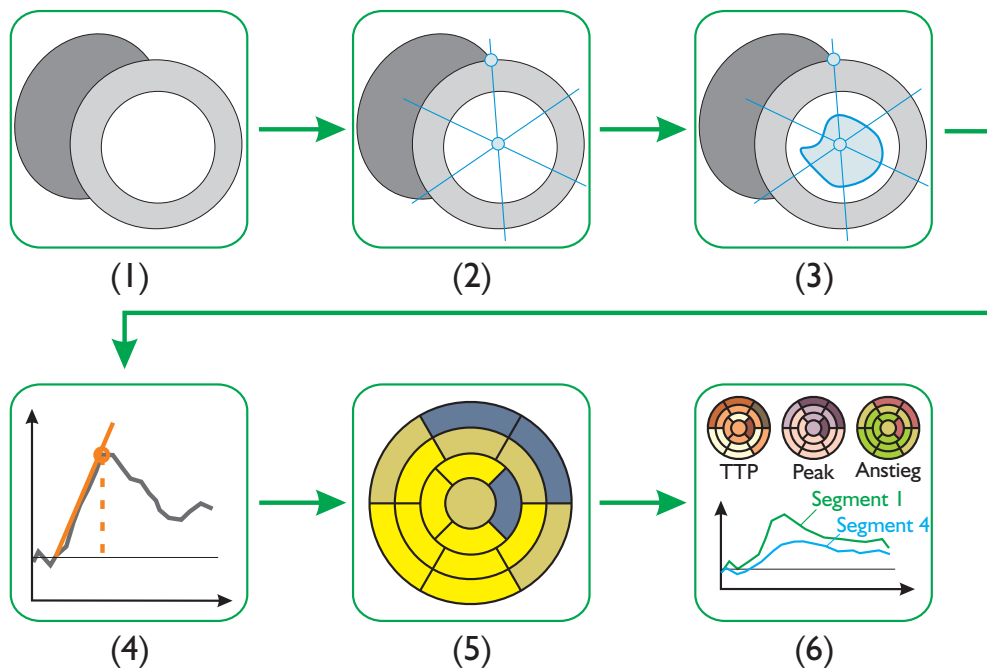 (1)
(2)
(3)
(4)
(5)
TTP
Peak
Anstieg
Segment 1
Segment 4
(6)